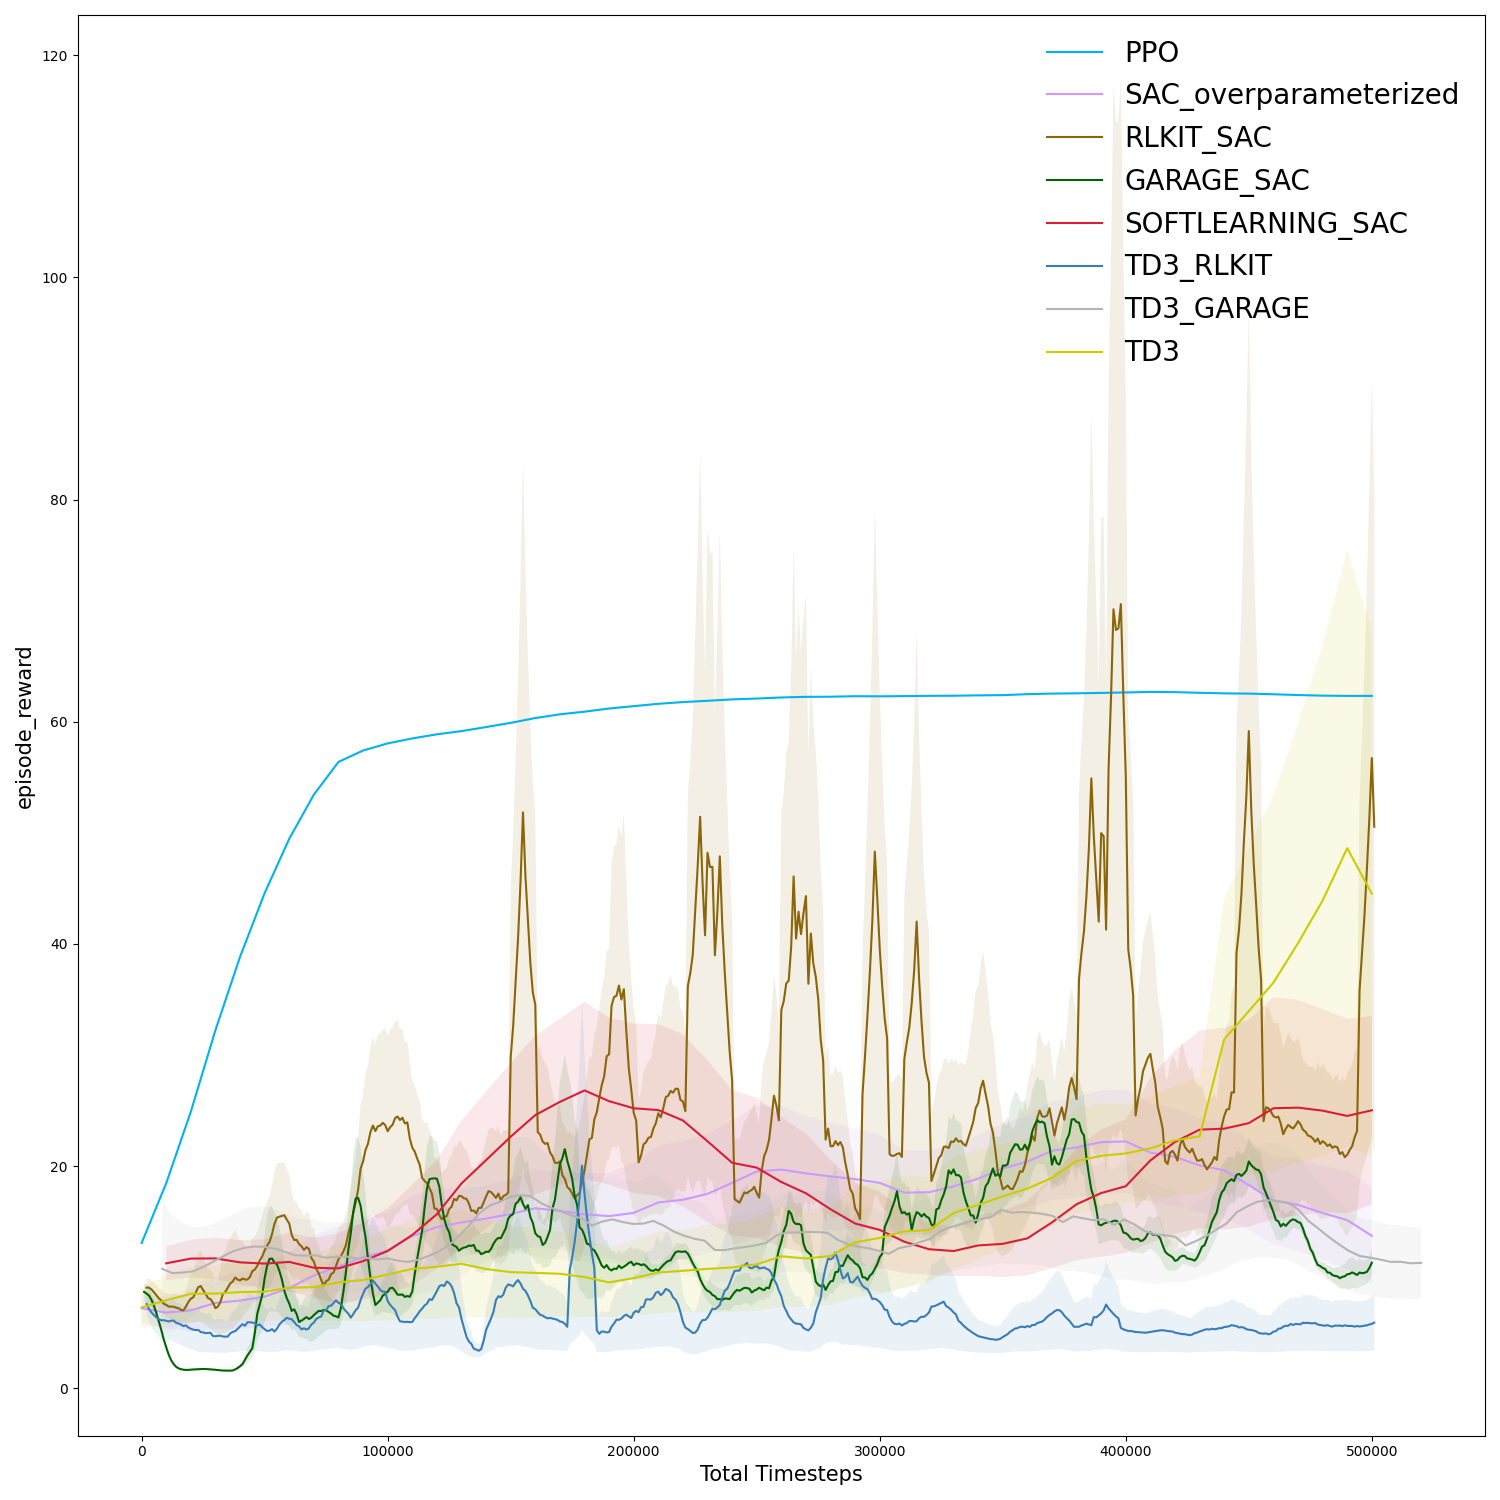 120
100
80
60
40
20
0
episode_reward
PPO
SAC_overparameterized
RLKIT_SAC
GARAGE_SAC
SOFTLEARNING_SAC
TD3_RLKIT
TD3_GARAGE
TD3
0 100000 200000 300000 400000 500000
Total Timesteps